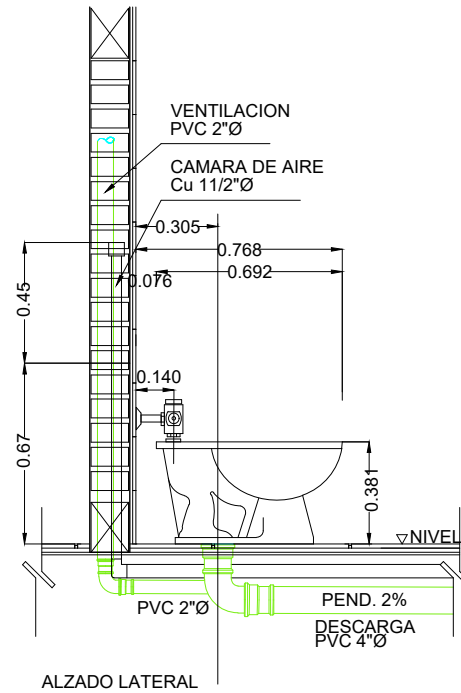 VENTILACION
PVC 2"Ø
CAMARA DE AIRE
Cu 11/2"Ø
0.305
0.768
0.692
0.076
0.45
0.140
0.67
0.381
NIVEL
PVC 2"Ø
PEND. 2%
DESCARGA
PVC 4"Ø
ALZADO LATERAL